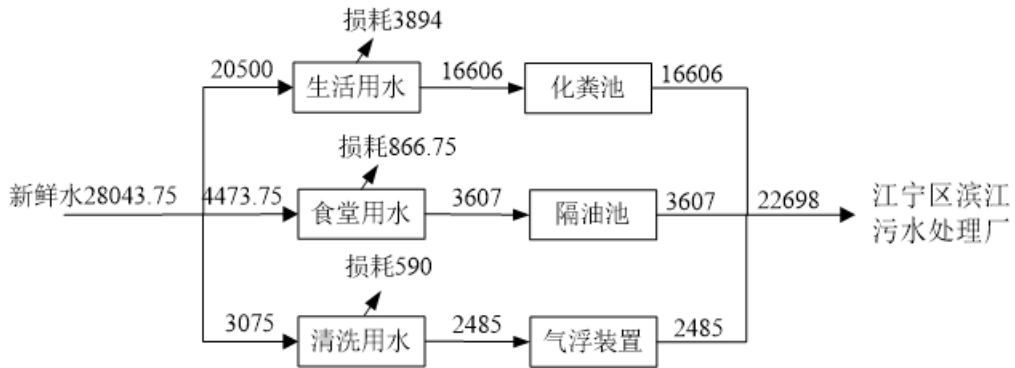 损耗3894
20500
生活用水
16606
化粪池
16606
损耗866.75
新鲜水28043.75
4473.75
食堂用水
3607
隔油池
3607
22698
江宁区滨江
污水处理厂
损耗590
3075
清洗用水
2485
气浮装置
2485